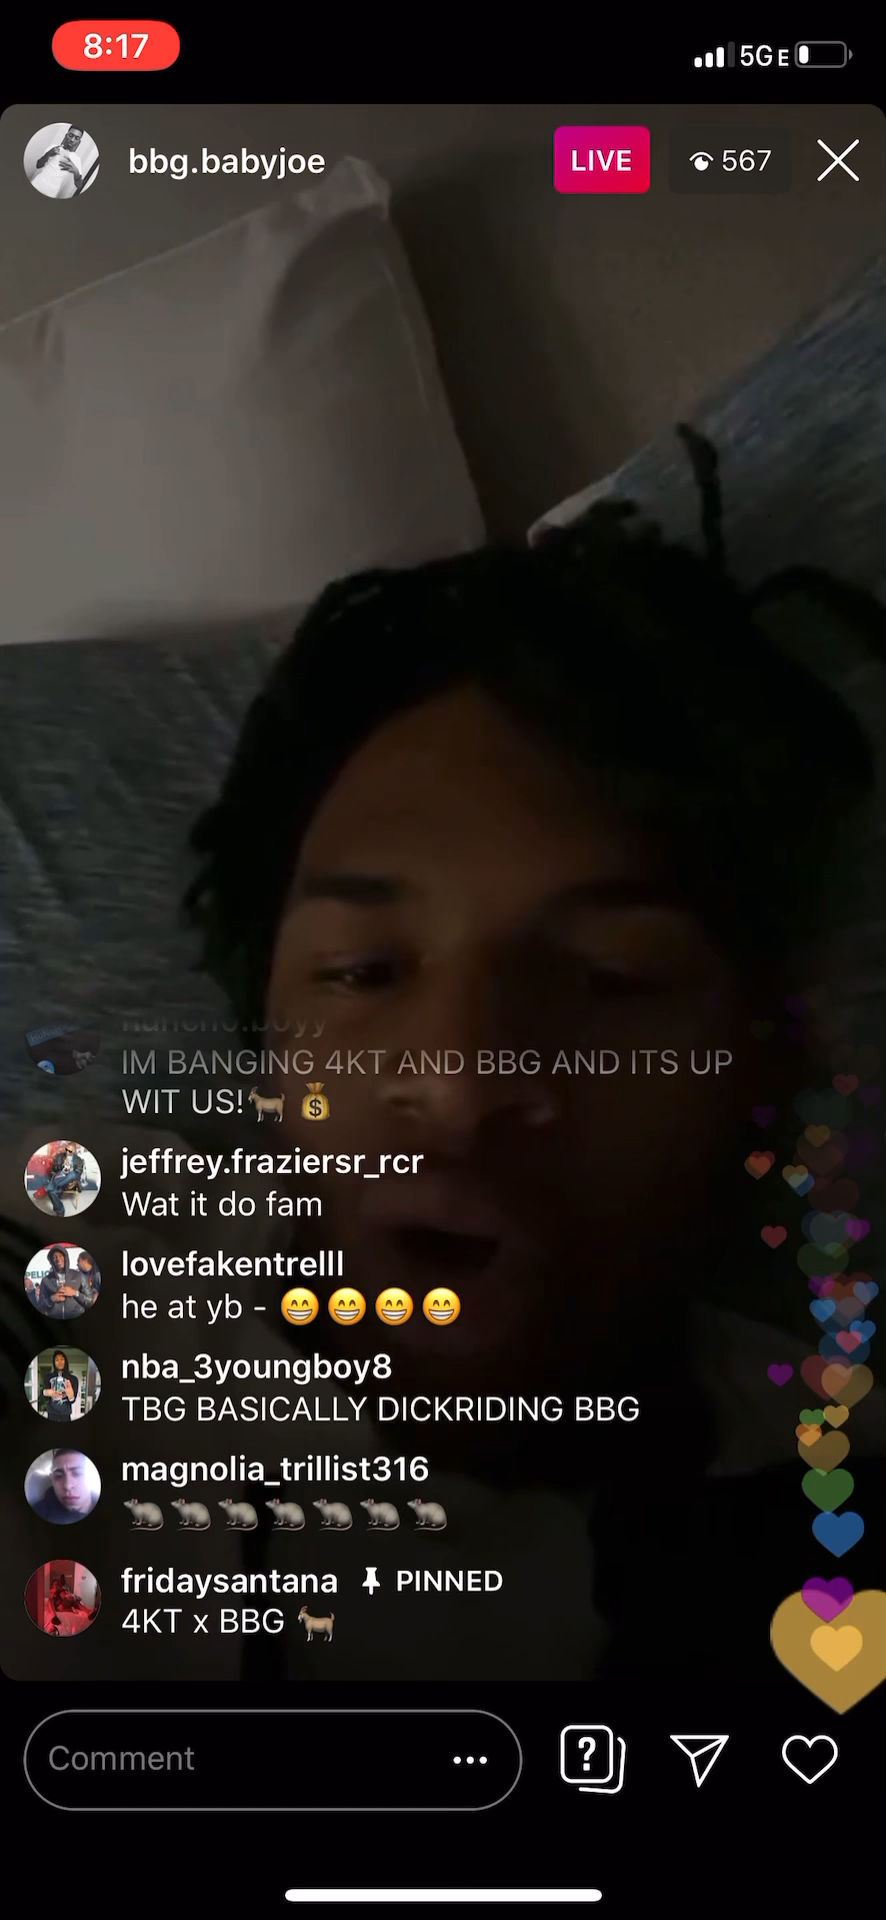 8:17
5GE
bbg.babyjoe
LIVE
567
IM BANGING 4KT AND BBG AND ITS UP
WIT US!🐐 💰
jeffrey.fraziersr_rcr
Wat it do fam
lovefakentrelll
he at yb - 😁😁😁😁
nba_3youngboy8
TBG BASICALLY DICKRIDING BBG
magnolia_trillist316
🐀🐀🐀🐀🐀🐀🐀
fridaysantana PINNED
4KT x BBG 🐐
Comment